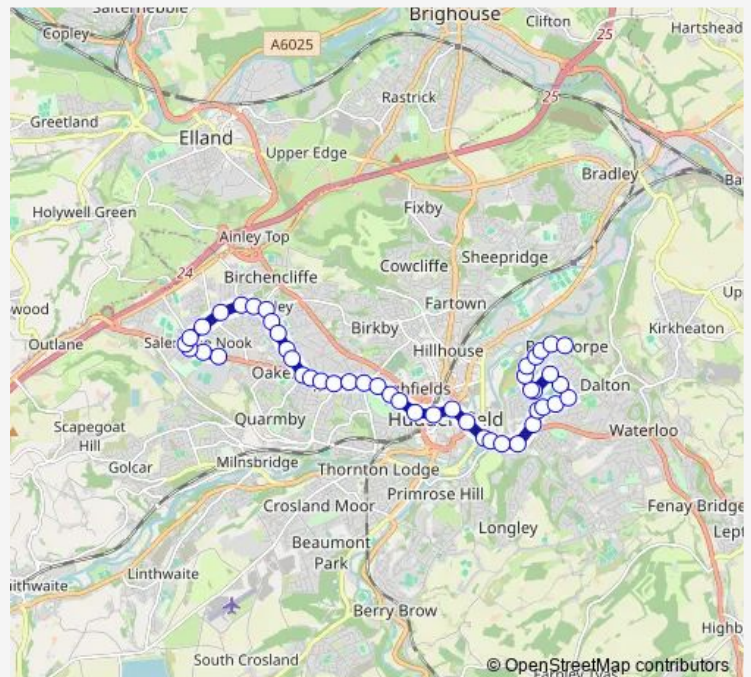 Copley
Brighouse
Clifton
25
Hartshead
A6025
Rastrick
25
Greetland
Elland
Upper Edge
Bradley
Holywell Green
Fixby
Ainley Top
Sheepridge
Cowcliffe
24
Birchencliffe
Fartown
Birkby
Kirkheaton
Outlane
Hillhouse
Dalton
Quarmby
Waterloo
Scapegoat
Hill
Golcar
Milnsbridge
Thornton Lodge
Primrose Hill
Crosland Moor
Fenay Bridge
Longley
Beaumont
Park
Linthwaite
Berry Brow
South Crosland
© OpenStreetMap contributors